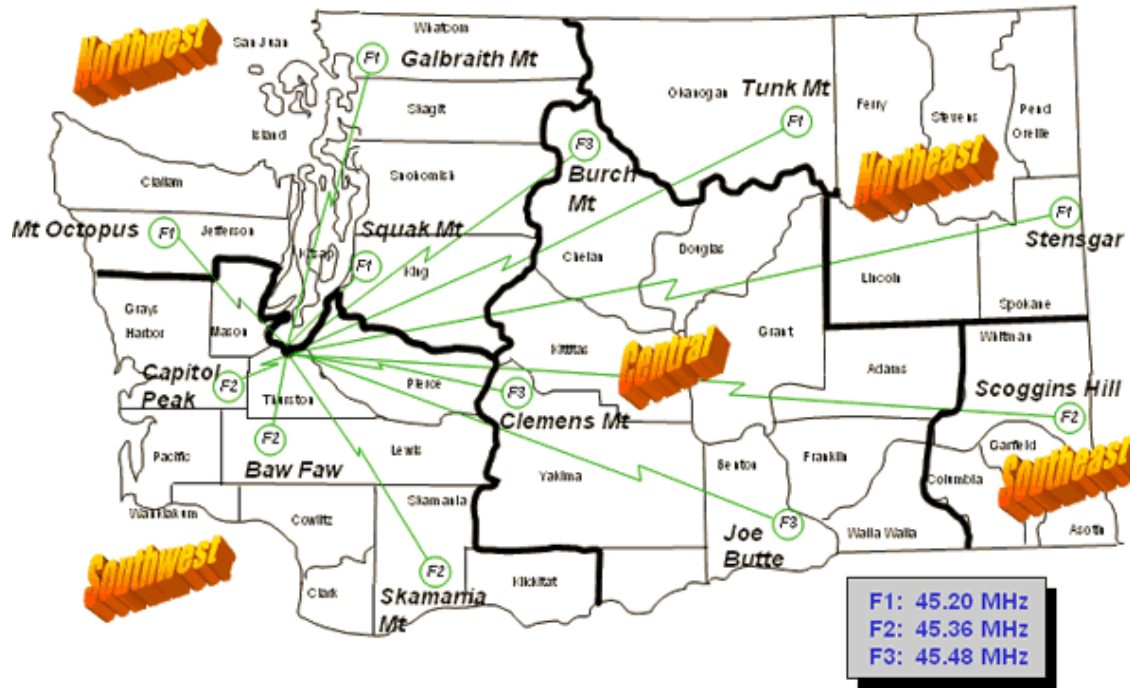 Northwest
San Juan
Whatcom
F1
Galbraith Mt
Skagit
Island
Snohomish
Clallam
Mt Octopus
F1
Jefferson
Kitsap
Squak Mt
F1
King
Grays
Harbor
Mason
Capitol
Peak
F2
Thurston
Pierce
F2
Baw Faw
Lewis
Pacific
Wahkiakum
Cowlitz
Skamania
Clark
F2
Skamania
Mt
Southwest
Okanogan
Tunk Mt
F1
F3
Burch
Mt
Ferry
Stevens
Pend
Oreille
Northeast
F1
Stensgar
Chelan
Douglas
Lincoln
Spokane
Grant
Kittitas
Central
Adams
Whitman
F3
Clemens Mt
Scoggins Hill
F2
Yakima
Benton
Franklin
Garfield
Columbia
Southeast
Asotin
Walla Walla
F3
Joe
Butte
Klickitat
F1: 45.20 MHz
F2: 45.36 MHz
F3: 45.48 MHz